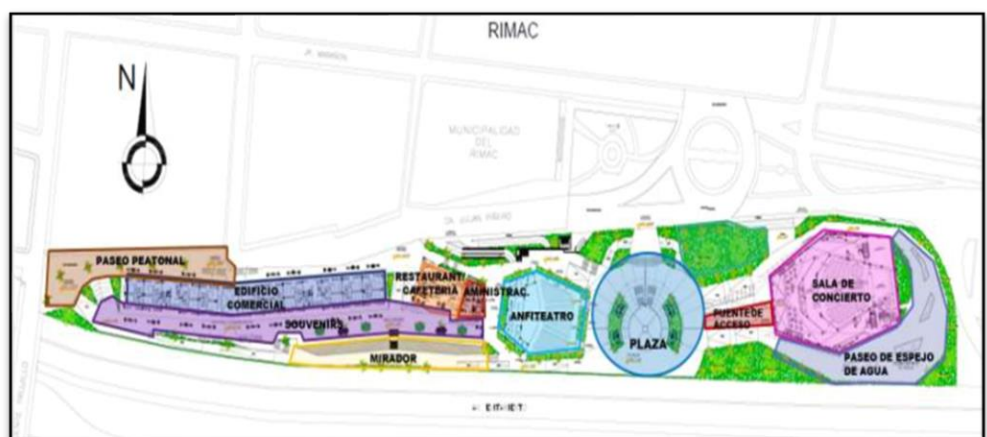 RIMAC
N
MUNICIPALIDAD
DEL
RIMAC
PASEO PEATONAL
EDIFICIO
COMERCIAL
RESTAURANT
- CAFETERIA
AMINISTRAC.
SOUVENIRS
MIRADOR
ANFITEATRO
PLAZA
PUENTE DE
ACCESO
SALA DE
CONCIERTO
PASEO DE ESPEJO
DE AGUA